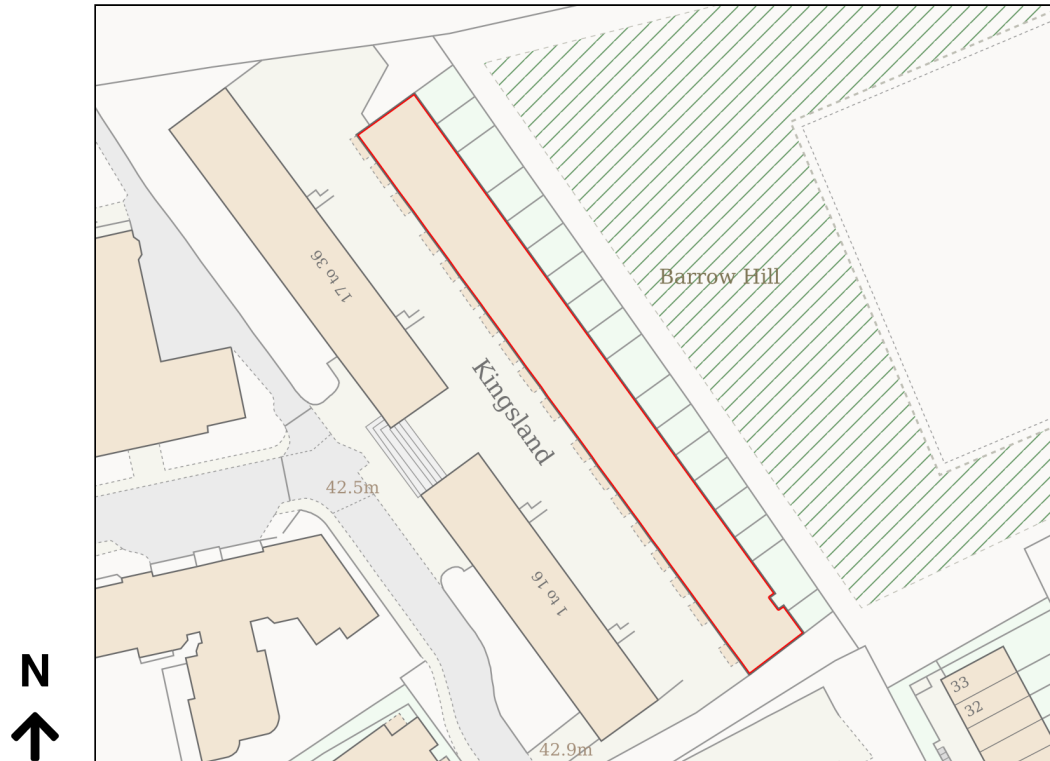 17 to 36
Barrow Hill
Kingsland
42.5m
1 to 16
N
33
32
42.9m